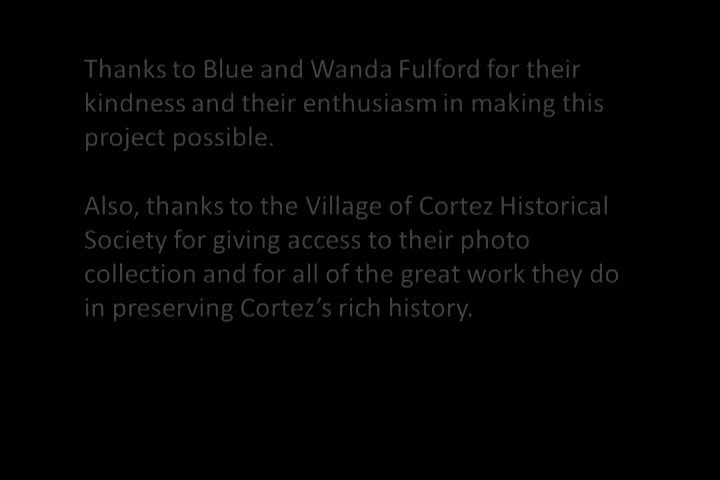 Thanks to Blue and Wanda Fulford for their
kindness and their enthusiasm in making this
project possible.
Also, thanks to the Village of Cortez Historical
Society for giving access to their photo
collection and for all of the great work they do
in preserving Cortez’s rich history.